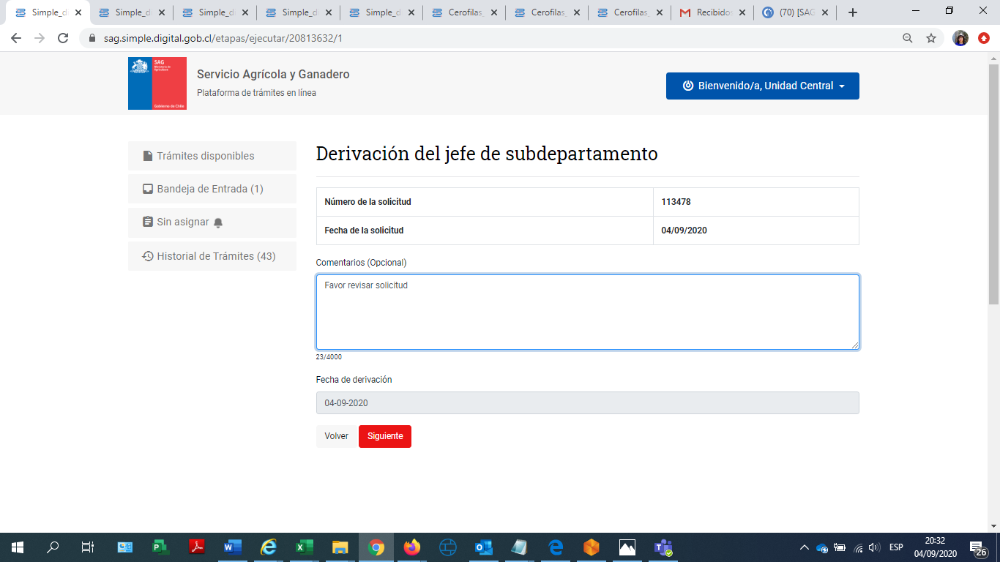 Simple_d
Simple_d
Simple_d
Simple_d
Simple_d
Cerofilas_
Cerofilas_
Cerofilas_
Recibidos
(70) [SAG
sag.simple.digital.gob.cl/etapas/ejecutar/20813632/1
SAG
Ministerio de
Agricultura
Gobierno de Chile
Servicio Agrícola y Ganadero
Plataforma de trámites en línea
Bienvenido/a, Unidad Central
Trámites disponibles
Bandeja de Entrada (1)
Sin asignar
Historial de Trámites (43)
Derivación del jefe de subdepartamento
Número de la solicitud 113478
Fecha de la solicitud 04/09/2020
Comentarios (Opcional)
Favor revisar solicitud
23/4000
Fecha de derivación
04-09-2020
Volver Siguiente
ESP
20:32
04/09/2020
26